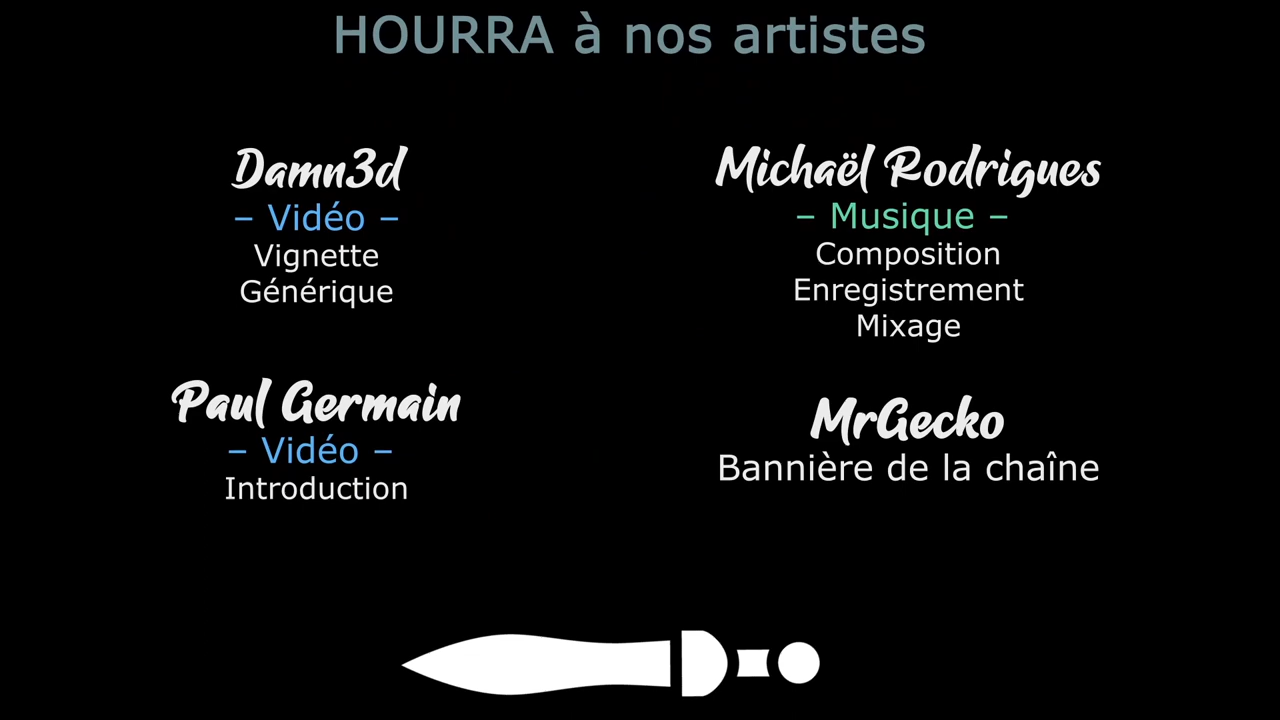 HOURRA à nos artistes
Damn3d
– Vidéo –
Vignette
Générique
Michaël Rodrigues
– Musique –
Composition
Enregistrement
Mixage
Paul Germain
– Vidéo –
Introduction
MrGecko
Bannière de la chaîne